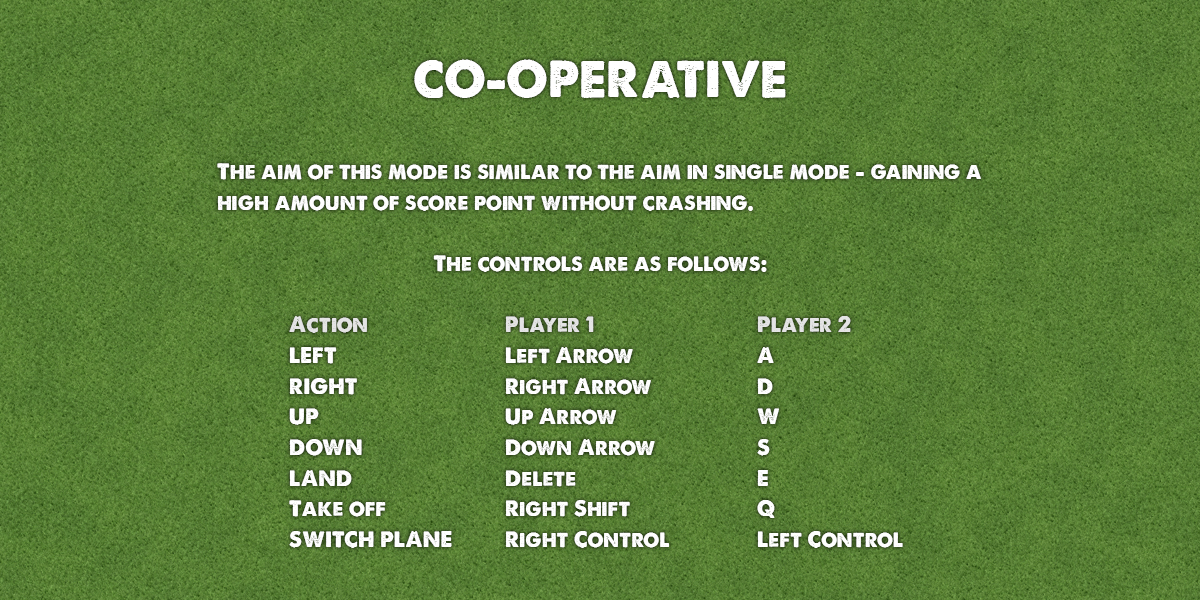 CO-OPERATIVE
The aim of this mode is similar to the aim in single mode - gaining a
high amount of score point without crashing.
The controls are as follows:
Action Player 1 Player 2
LEFT Left Arrow A
RIGHT Right Arrow D
UP Up Arrow W
DOWN Down Arrow S
LAND Delete E
Take off Right Shift Q
SWITCH PLANE Right Control Left Control